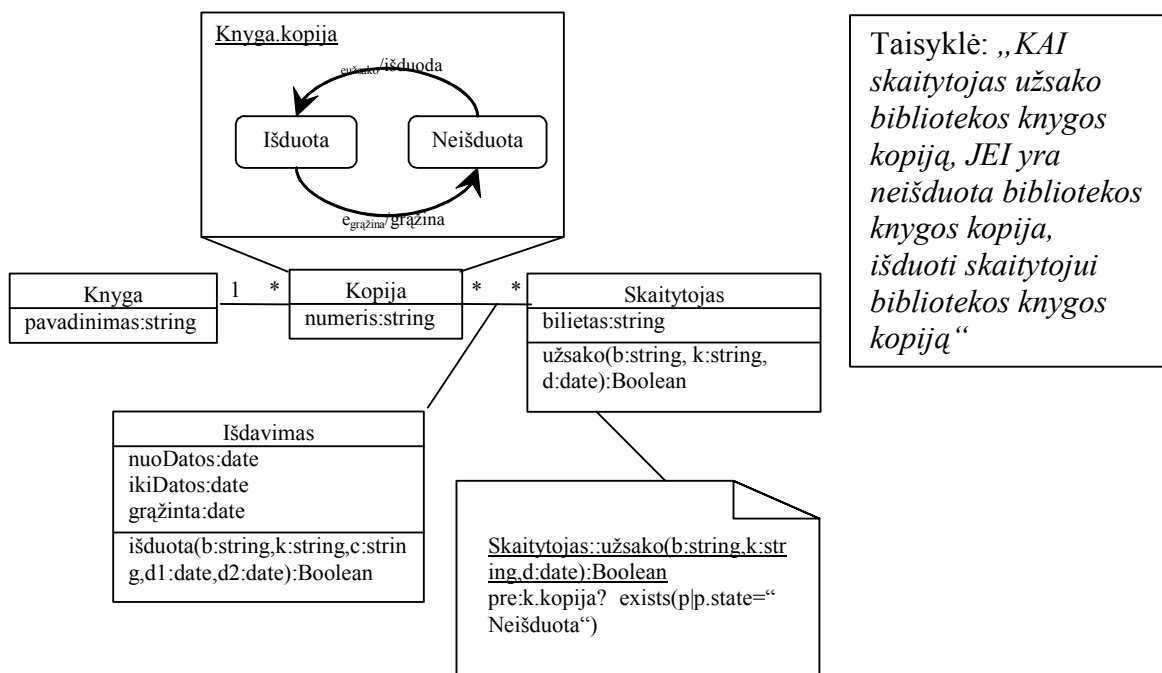 Knyga.kopija
eužsako/išduoda
Išduota
Neišduota
egrąžina/grąžina
Taisyklė: „KAI
skaitytojas užsako
bibliotekos knygos
kopiją, JEI yra
neišduota bibliotekos
knygos kopija,
išduoti skaitytojui
bibliotekos knygos
kopiją“
Knyga
pavadinimas:string
1
*
Kopija
numeris:string
*
*
Skaitytojas
bilietas:string
užsako(b:string, k:string,
d:date):Boolean
Išdavimas
nuoDatos:date
ikiDatos:date
grąžinta:date
išduota(b:string,k:string,c:strin
g,d1:date,d2:date):Boolean
Skaitytojas::užsako(b:string,k:str
ing,d:date):Boolean
pre:k.kopija? exists(p|p.state=“
Neišduota“)